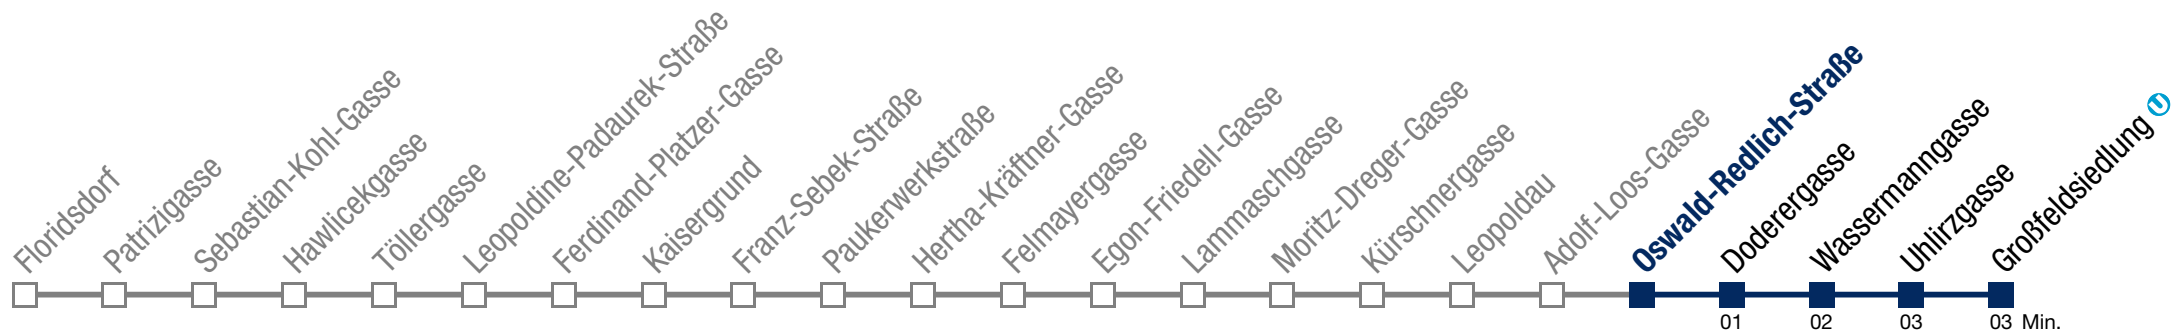 Floridsdorf
Patrizigasse
Sebastian-Kohl-Gasse
Hawlicekgasse
Töllergasse
Leopoldine-Padaurek-Straße
Ferdinand-Platzer-Gasse
Kaisergrund
Franz-Sebek-Straße
Paukerwerkstraße
Hertha-Kräftner-Gasse
Felmayergasse
Egon-Friedell-Gasse
Lammaschgasse
Moritz-Dreger-Gasse
Kürschnergasse
Leopoldau
Adolf-Loos-Gasse
Oswald-Redlich-Straße
Doderergasse
Wassermanngasse
Uhlirzgasse
Großfeldsiedlung U
01 02 03 03 Min.